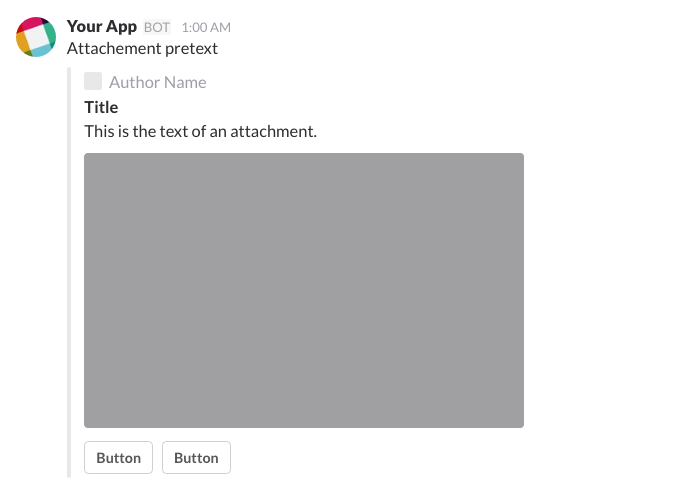 Your App BOT 1:00 AM
Attachement pretext
Author Name
Title
This is the text of an attachment.
Button Button